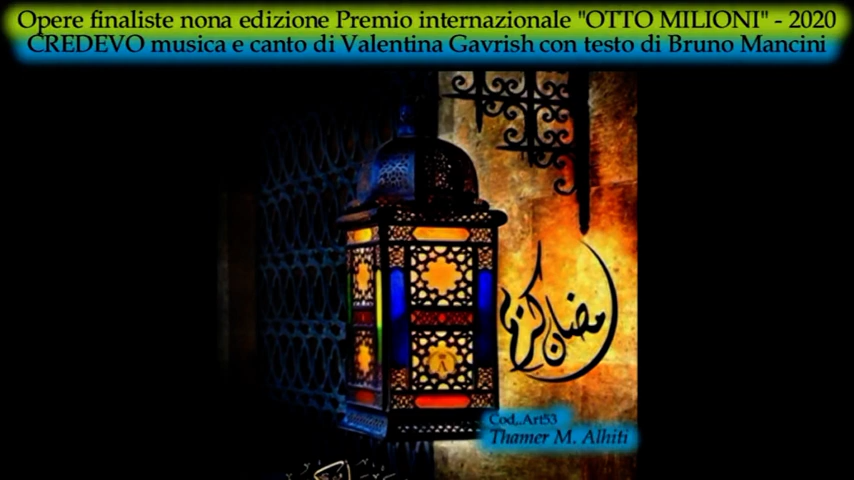 Opere finaliste nona edizione Premio internazionale "OTTO MILIONI" - 2020
CREDEVO musica e canto di Valentina Gavrish con testo di Bruno Mancini
رمضان كريم
Cod,.Art53
Thamer M. Alhiti